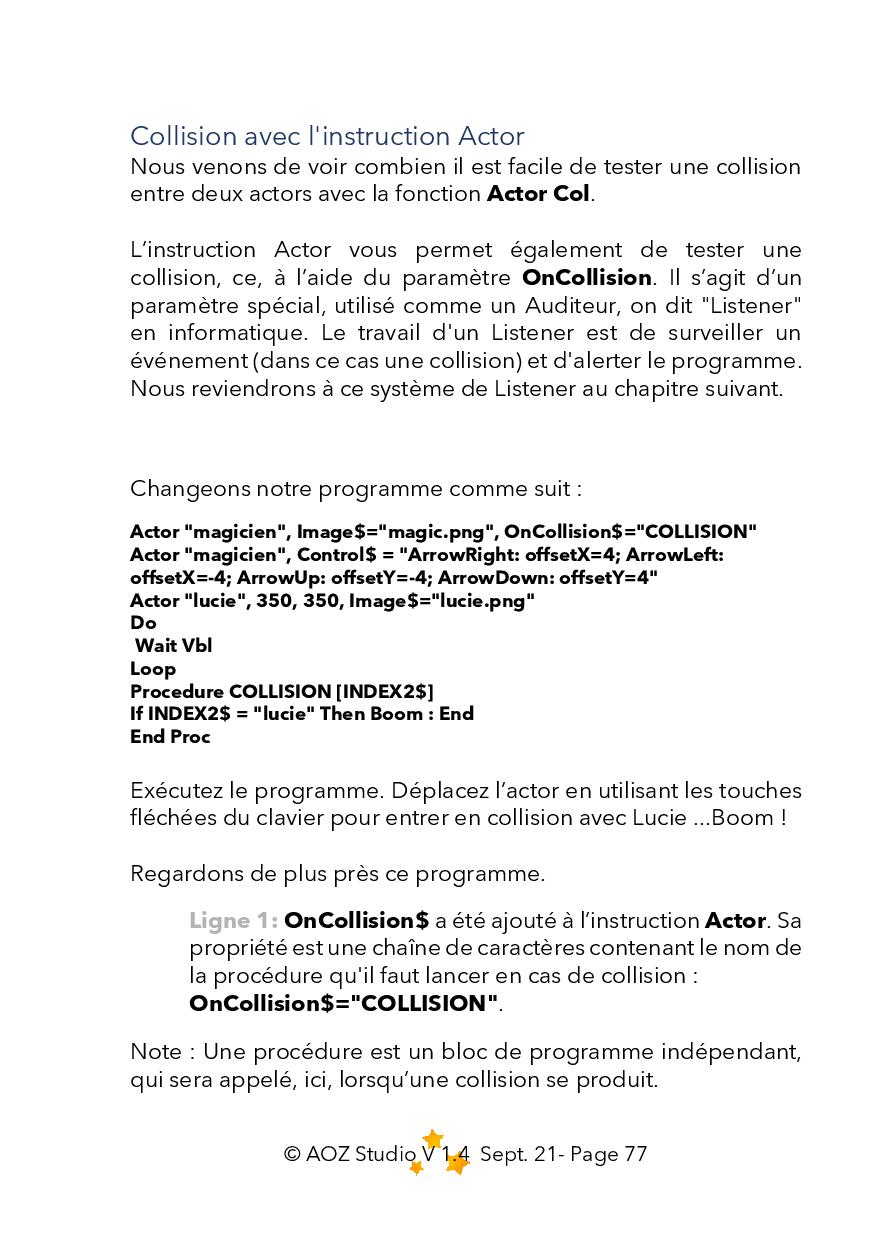 Collision avec l'instruction Actor
Nous venons de voir combien il est facile de tester une collision
entre deux actors avec la fonction Actor Col.
L’instruction Actor vous permet également de tester une
collision, ce, à l’aide du paramètre OnCollision. Il s’agit d’un
paramètre spécial, utilisé comme un Auditeur, on dit "Listener"
en informatique. Le travail d'un Listener est de surveiller un
événement (dans ce cas une collision) et d'alerter le programme.
Nous reviendrons à ce système de Listener au chapitre suivant.
Changeons notre programme comme suit :
Actor "magicien", Image$="magic.png", OnCollision$="COLLISION"
Actor "magicien", Control$ = "ArrowRight: offsetX=4; ArrowLeft:
offsetX=-4; ArrowUp: offsetY=-4; ArrowDown: offsetY=4"
Actor "lucie", 350, 350, Image$="lucie.png"
Do
Wait Vbl
Loop
Procedure COLLISION [INDEX2$]
If INDEX2$ = "lucie" Then Boom : End
End Proc
Exécutez le programme. Déplacez l’actor en utilisant les touches
fléchées du clavier pour entrer en collision avec Lucie ...Boom !
Regardons de plus près ce programme.
Ligne 1: OnCollision$ a été ajouté à l’instruction Actor. Sa
propriété est une chaîne de caractères contenant le nom de
la procédure qu'il faut lancer en cas de collision :
OnCollision$="COLLISION".
Note : Une procédure est un bloc de programme indépendant,
qui sera appelé, ici, lorsqu’une collision se produit.
© AOZ Studio V 1.4 Sept. 21- Page 77